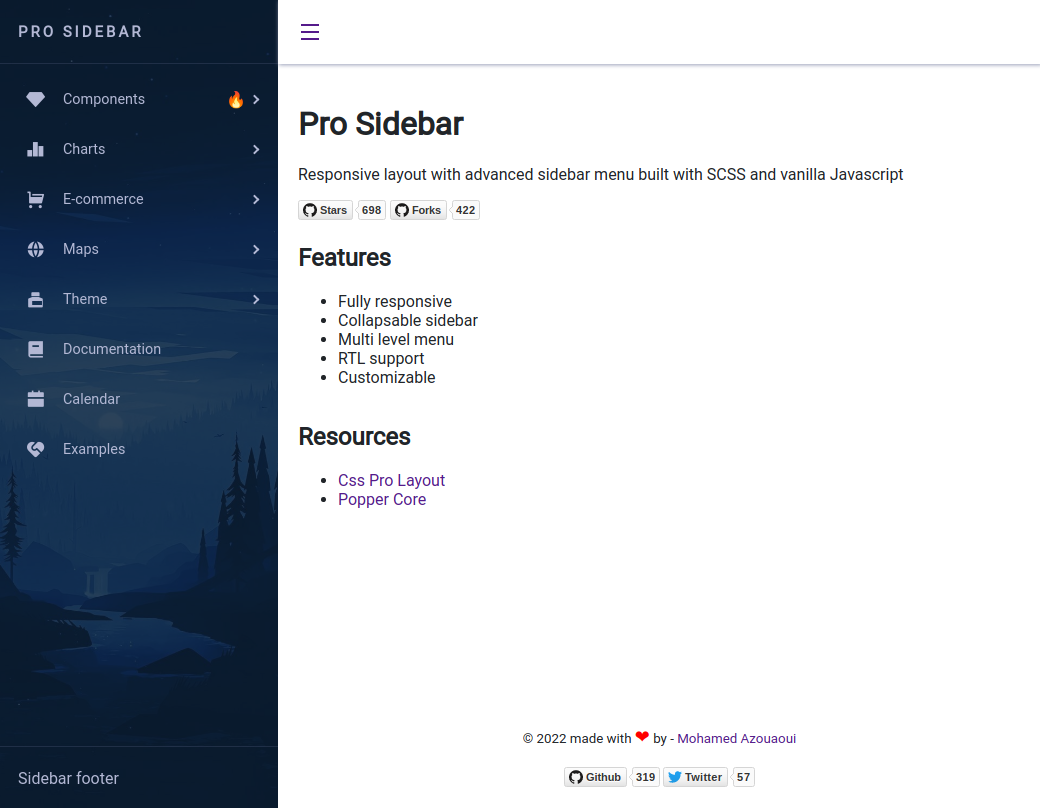 PRO SIDEBAR
Components
Charts
E-commerce
Maps
Theme
Documentation
Calendar
Examples
Sidebar footer
Pro Sidebar
Responsive layout with advanced sidebar menu built with SCSS and vanilla Javascript
Stars 698 Forks 422
Features
Fully responsive
Collapsable sidebar
Multi level menu
RTL support
Customizable
Resources
Css Pro Layout
Popper Core
© 2022 made with ❤ by - Mohamed Azouaoui
Github 319 Twitter 57